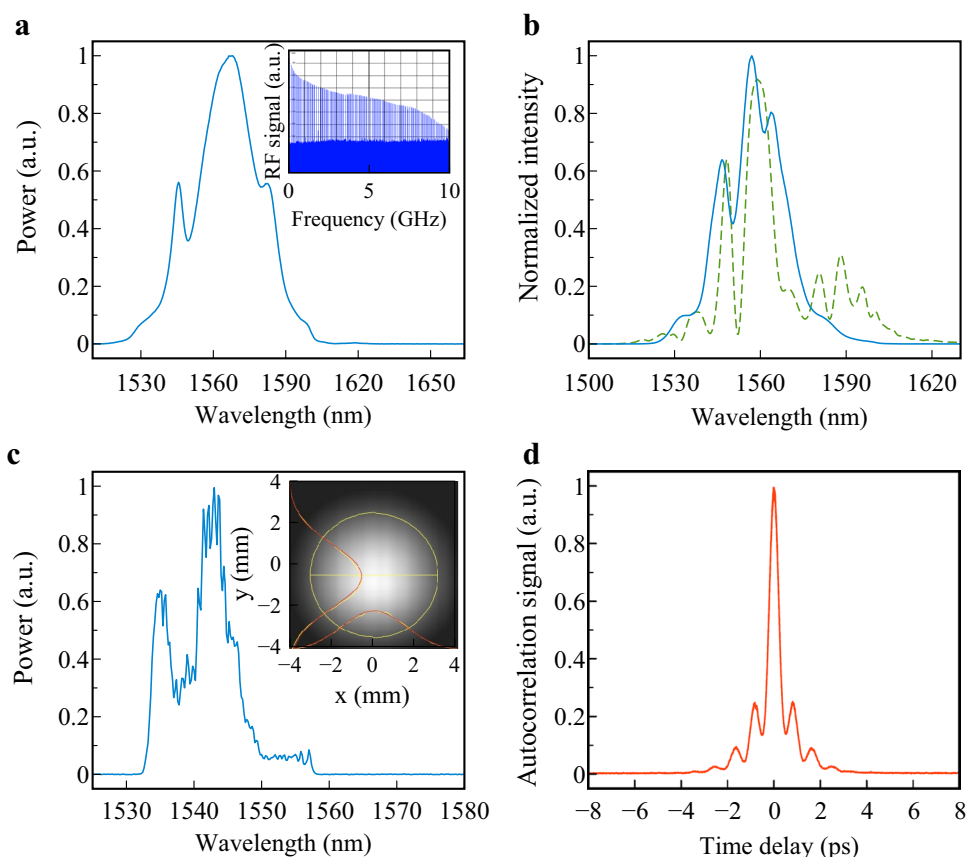 a
Power (a.u.)
1
0.8
0.6
0.4
0.2
0
1530 1560 1590 1620 1650
Wavelength (nm)
RF signal (a.u.)
0 5 10
Frequency (GHz)
b
Normalized intensity
1
0.8
0.6
0.4
0.2
0
1500 1530 1560 1590 1620
Wavelength (nm)
c
Power (a.u.)
1
0.8
0.6
0.4
0.2
0
1530 1540 1550 1560 1570 1580
Wavelength (nm)
y (mm)
4
2
0
−2
−4
−4 −2 0 2 4
x (mm)
d
Autocorrelation signal (a.u.)
1
0.8
0.6
0.4
0.2
0
−8 −6 −4 −2 0 2 4 6 8
Time delay (ps)